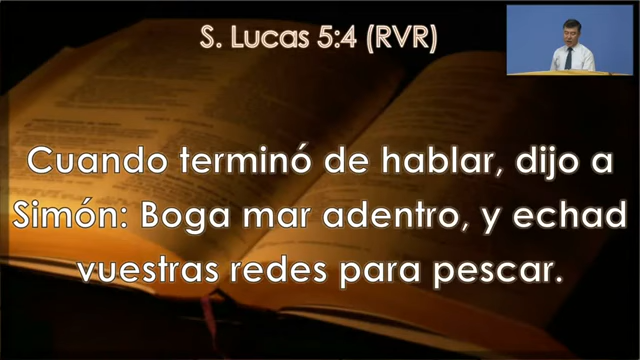 S. Lucas 5:4 (RVR)
Cuando terminó de hablar, dijo a
Simón: Boga mar adentro, y echad
vuestras redes para pescar.